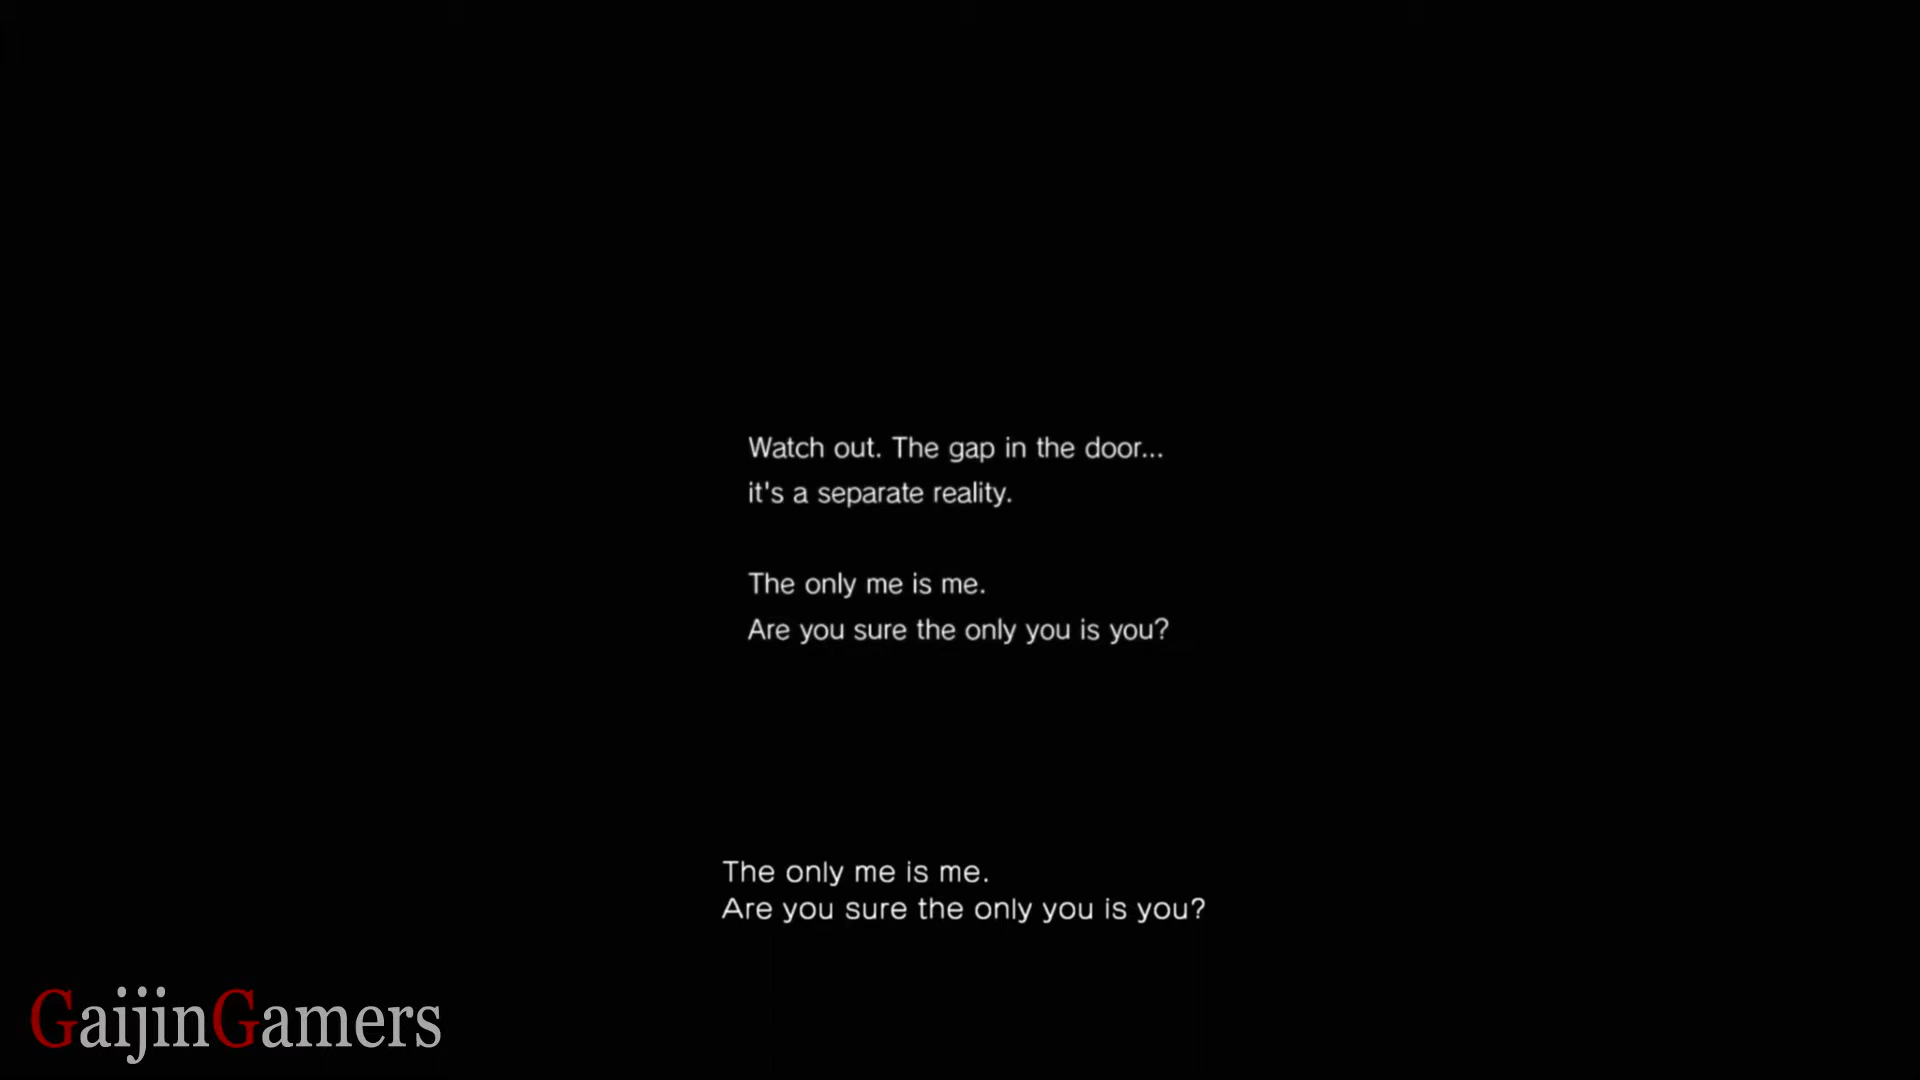 Watch out. The gap in the door...
it's a separate reality.
The only me is me.
Are you sure the only you is you?
The only me is me.
Are you sure the only you is you?
GaijinGamers